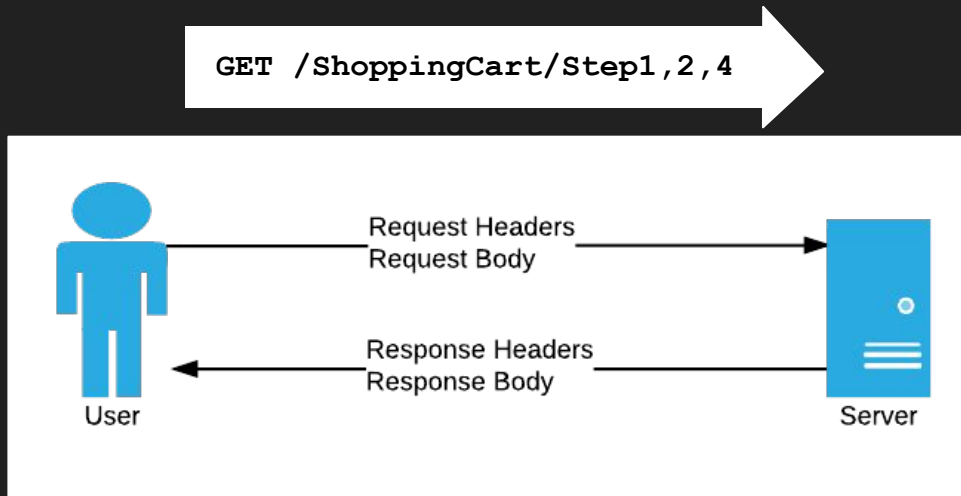 GET /ShoppingCart/Step1,2,4
Request Headers
Request Body
Response Headers
Response Body
User
Server